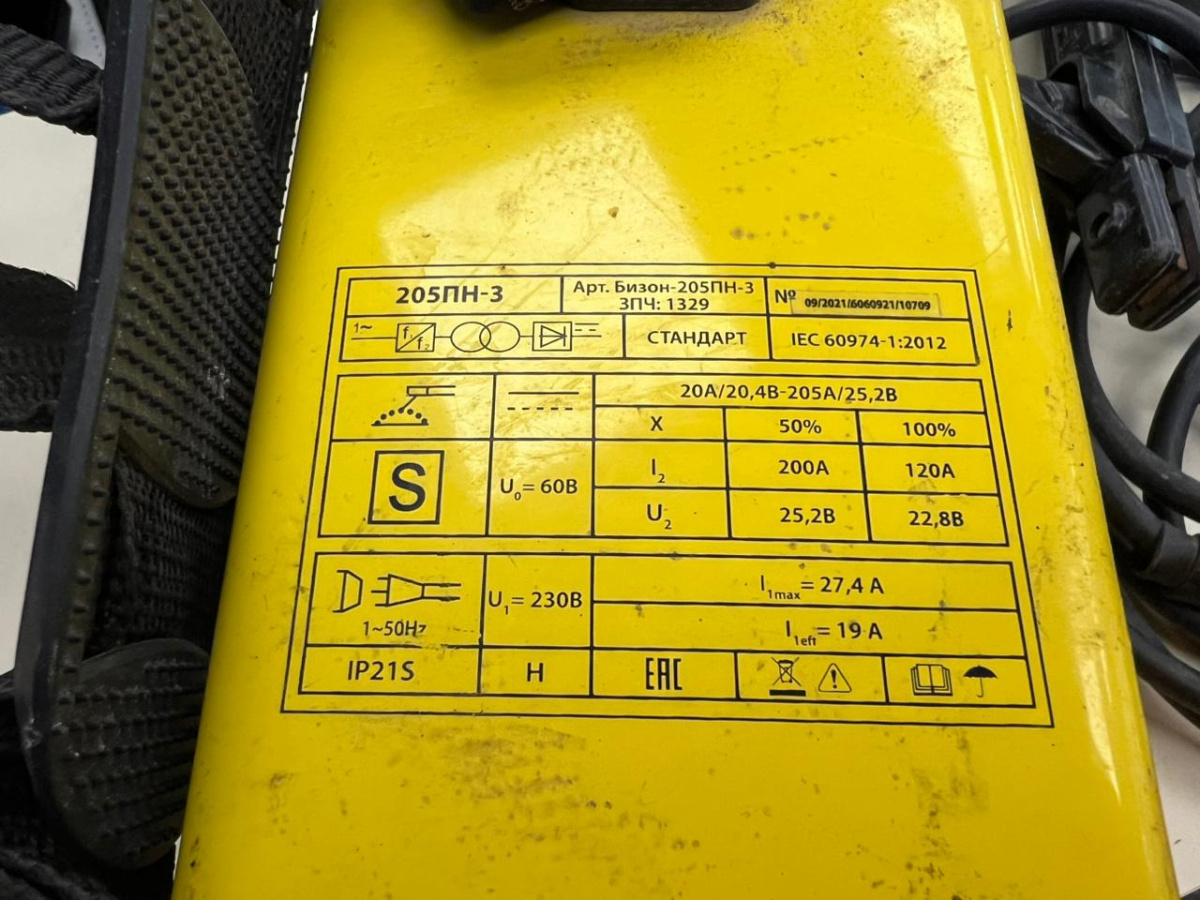 205ПН-3
Арт. Бизон-205ПН-3
ЗПЧ: 1329
№ 09/2021/6060921/10709
1~ f₁ f₂
СТАНДАРТ
IEC 60974-1:2012
20А/20,4В-205А/25,2В
X 50% 100%
S
U₀= 60В
I₂ 200А 120А
U₂ 25,2В 22,8В
1~50Hz
U₁= 230В
I₁max= 27,4 А
I₁eff= 19 А
IP21S Н EAC